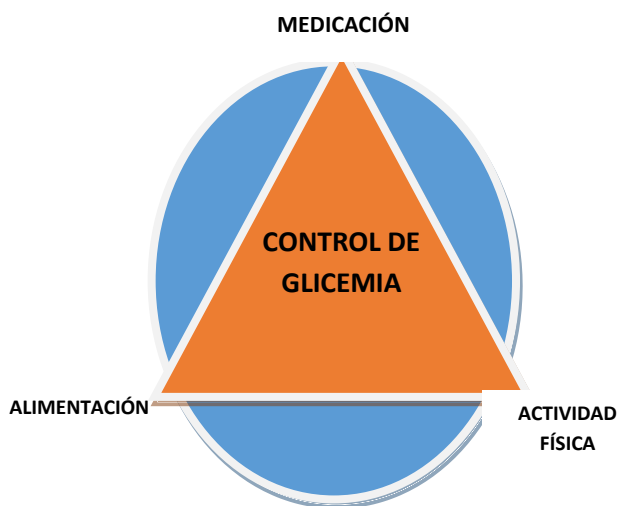 MEDICACIÓN
CONTROL DE
GLICEMIA
ALIMENTACIÓN
ACTIVIDAD
FÍSICA